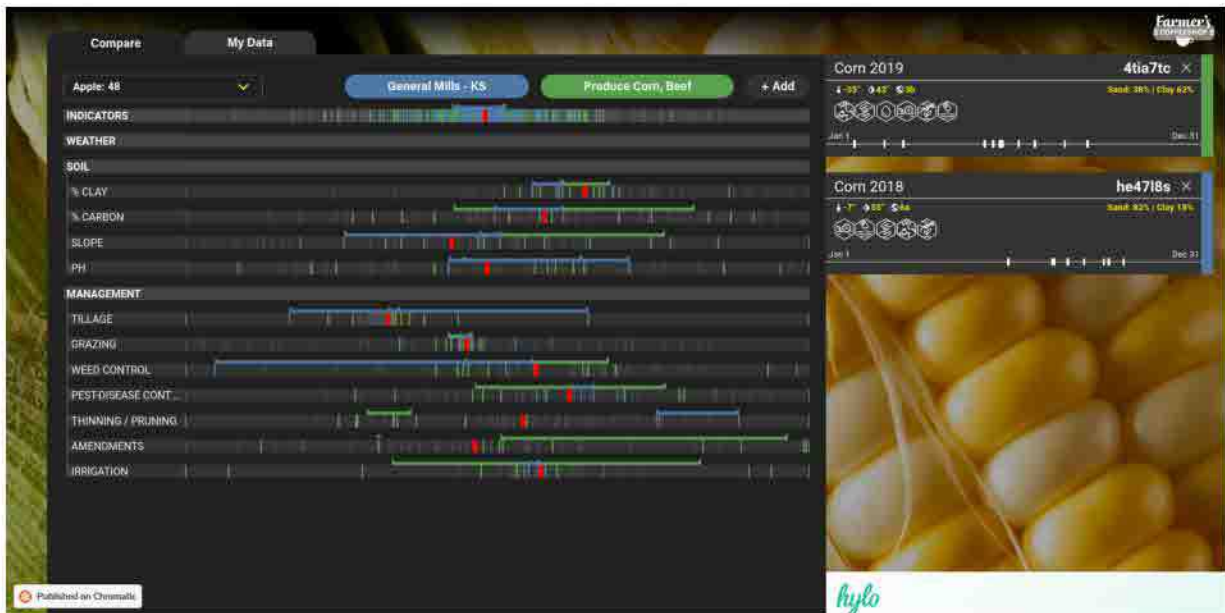 Farmer's
COFFEESHOP
Compare
My Data
Apple: 48
General Mills - KS
Produce Corn, Beef
+ Add
INDICATORS
WEATHER
SOIL
% CLAY
% CARBON
SLOPE
PH
MANAGEMENT
TILLAGE
GRAZING
WEED CONTROL
PEST-DISEASE CONT...
THINNING / PRUNING
AMENDMENTS
IRRIGATION
Corn 2019
4tia7tc ×
Sand: 38% | Clay 62%
Jan 1
Dec 31
Corn 2018
he47l8s ×
Sand: 82% | Clay 18%
Jan 1
Dec 31
Published on Chromatic
hylo